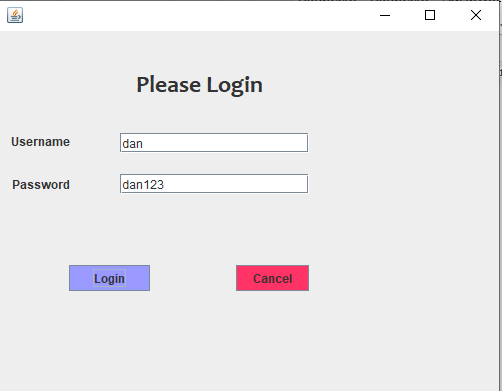 Please Login
Username dan
Password dan123
Login Cancel